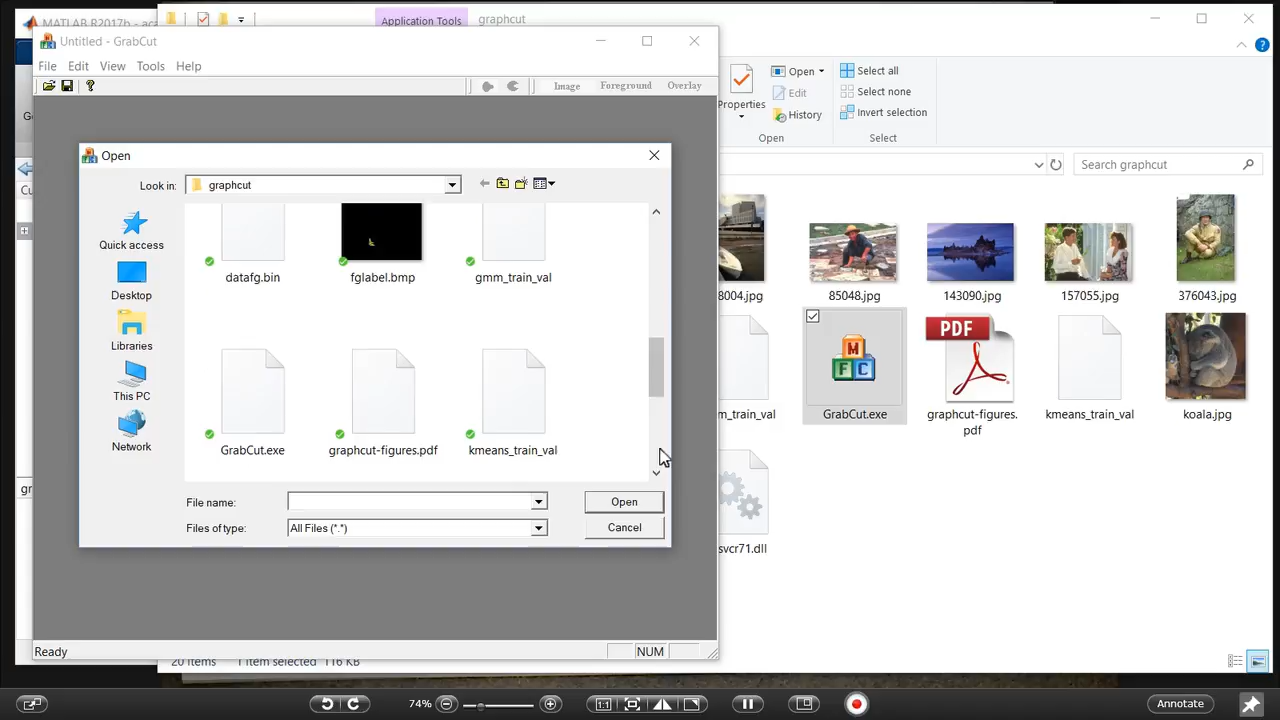 MATLAB R2017b - aca
Application Tools
graphcut
Untitled - GrabCut
File Edit View Tools Help
Image Foreground Overlay
Open
Look in: graphcut
Quick access
Desktop
Libraries
This PC
Network
datafg.bin
fglabel.bmp
gmm_train_val
GrabCut.exe
graphcut-figures.pdf
kmeans_train_val
File name:
Open
Files of type: All Files (*.*)
Cancel
Ready
NUM
Properties
Open
Edit
History
Open
Select all
Select none
Invert selection
Select
Search graphcut
8004.jpg
85048.jpg
143090.jpg
157055.jpg
376043.jpg
m_train_val
M
F C
GrabCut.exe
PDF
graphcut-figures.
pdf
kmeans_train_val
koala.jpg
svcr71.dll
20 items 1 item selected 116 KB
74%
1:1
Annotate